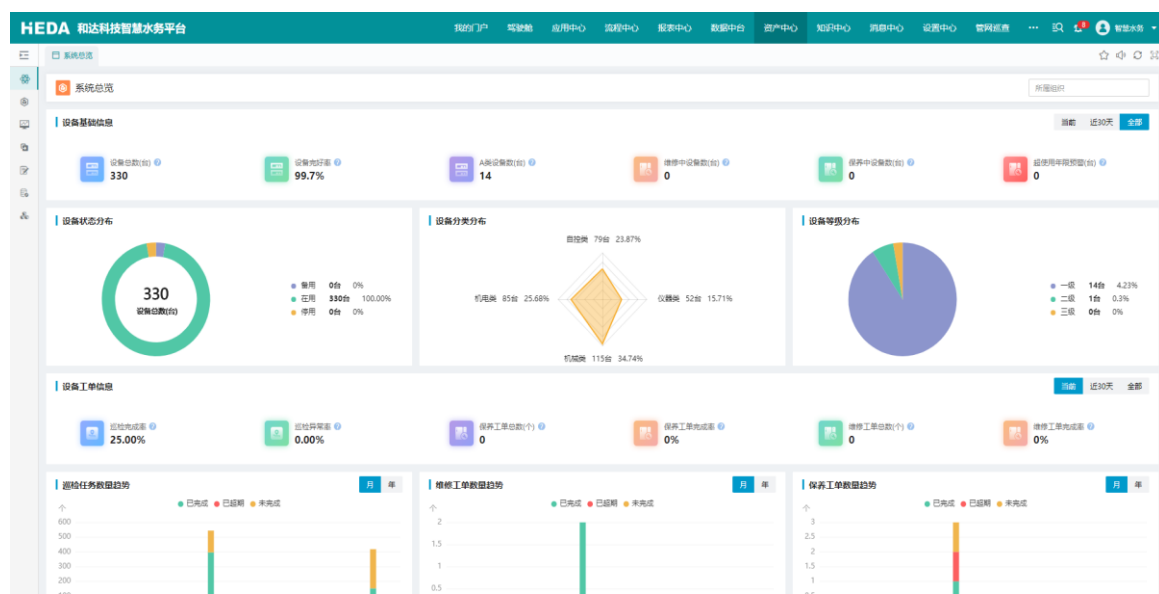 HEDA 和达科技智慧水务平台
我的门户 驾驶舱 应用中心 流程中心 报表中心 数据中台 资产中心 知识中心 消息中心 设置中心 管网巡查 ... 8 智慧水务
系统总览
系统总览
所属组织
设备基础信息
当前 近30天 全部
设备总数(台)
330
设备完好率
99.7%
A类设备数(台)
14
维修中设备数(台)
0
保养中设备数(台)
0
超使用年限预警(台)
0
设备状态分布
330
设备总数(台)
备用 0台 0%
在用 330台 100.00%
停用 0台 0%
设备分类分布
自控类 79台 23.87%
机电类 85台 25.68%
仪器类 52台 15.71%
机械类 115台 34.74%
设备等级分布
一级 14台 4.23%
二级 1台 0.3%
三级 0台 0%
设备工单信息
当前 近30天 全部
巡检完成率
25.00%
巡检异常率
0.00%
保养工单总数(个)
0
保养工单完成率
0%
维修工单总数(个)
0
维修工单完成率
0%
巡检任务数量趋势
月 年
已完成 已超期 未完成
个
600
500
400
300
200
100
维修工单数量趋势
月 年
已完成 已超期 未完成
个
2
1.5
1
0.5
保养工单数量趋势
月 年
已完成 已超期 未完成
个
3
2.5
2
1.5
1
0.5